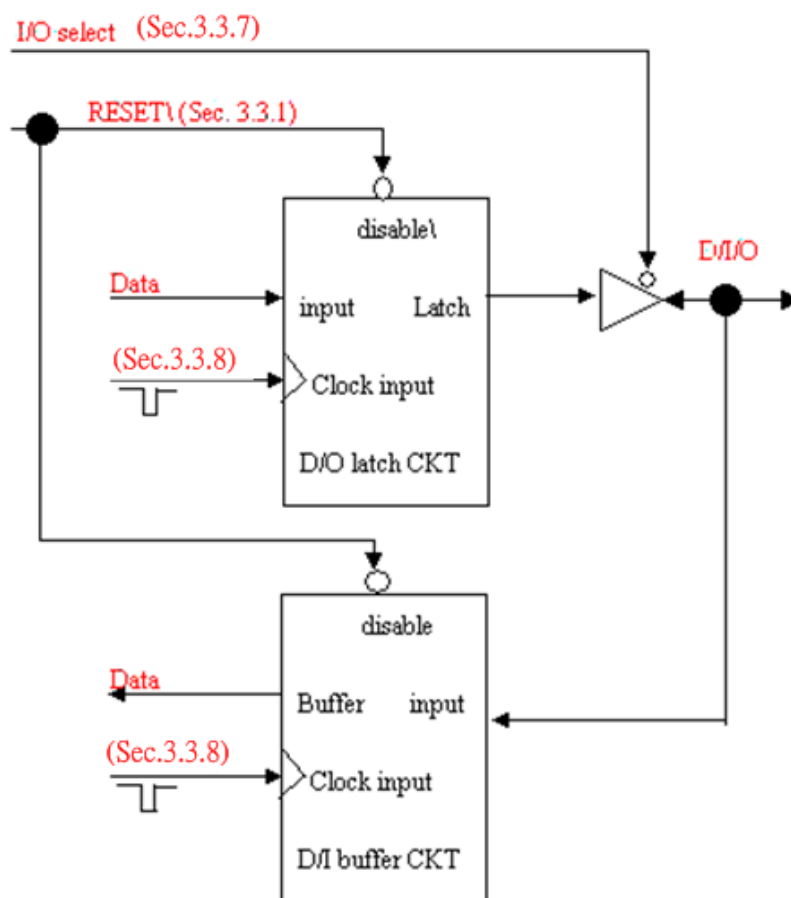 I/O select (Sec.3.3.7)
RESET\ (Sec. 3.3.1)
disable\
D/I/O
Data
input Latch
(Sec.3.3.8)
Clock input
D/O latch CKT
disable
Data
Buffer input
(Sec.3.3.8)
Clock input
D/I buffer CKT